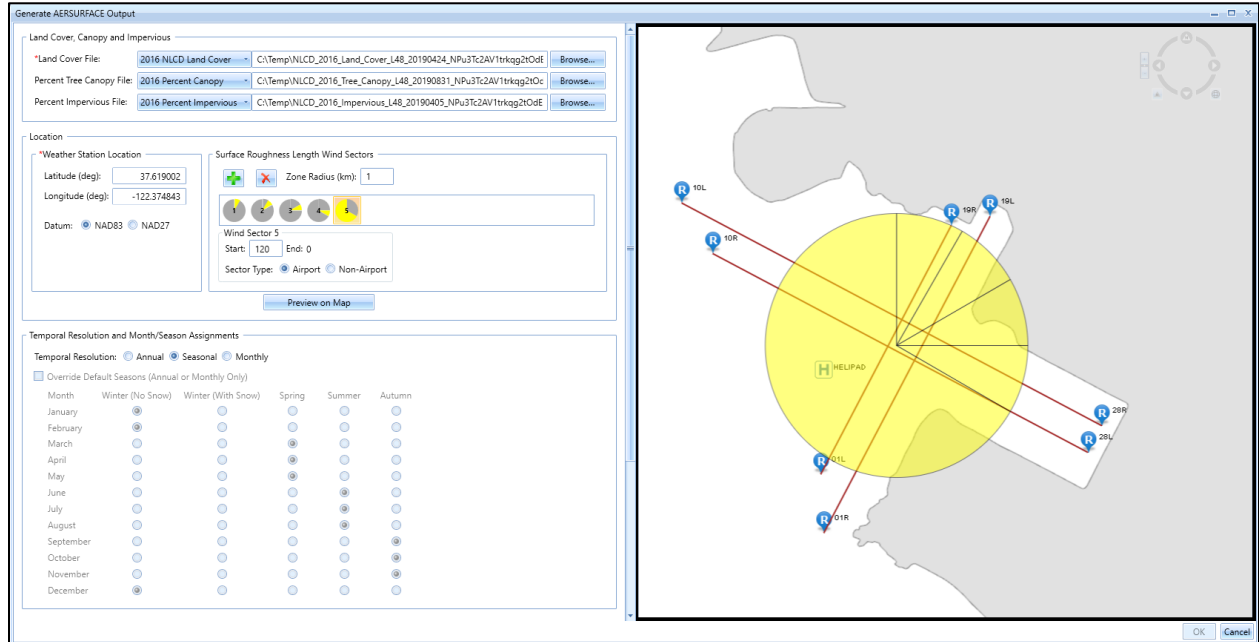 Generate AERSURFACE Output
Land Cover, Canopy and Impervious
*Land Cover File: 2016 NLCD Land Cover C:\Temp\NLCD_2016_Land_Cover_L48_20190424_NPu3Tc2AV1trkqg2tOdE Browse...
Percent Tree Canopy File: 2016 Percent Canopy C:\Temp\NLCD_2016_Tree_Canopy_L48_20190831_NPu3Tc2AV1trkqg2tOc Browse...
Percent Impervious File: 2016 Percent Impervious C:\Temp\NLCD_2016_Impervious_L48_20190405_NPu3Tc2AV1trkqg2tOdE Browse...
Location
*Weather Station Location
Latitude (deg): 37.619002
Longitude (deg): -122.374843
Datum: NAD83 NAD27
Surface Roughness Length Wind Sectors
Zone Radius (km): 1
1 2 3 4 5
Wind Sector 5
Start: 120 End: 0
Sector Type: Airport Non-Airport
Preview on Map
Temporal Resolution and Month/Season Assignments
Temporal Resolution: Annual Seasonal Monthly
Override Default Seasons (Annual or Monthly Only)
Month Winter (No Snow) Winter (With Snow) Spring Summer Autumn
January
February
March
April
May
June
July
August
September
October
November
December
R 10L
R 19R
R 19L
R 10R
H HELIPAD
R 28R
R 28L
R 01L
R 01R
OK Cancel